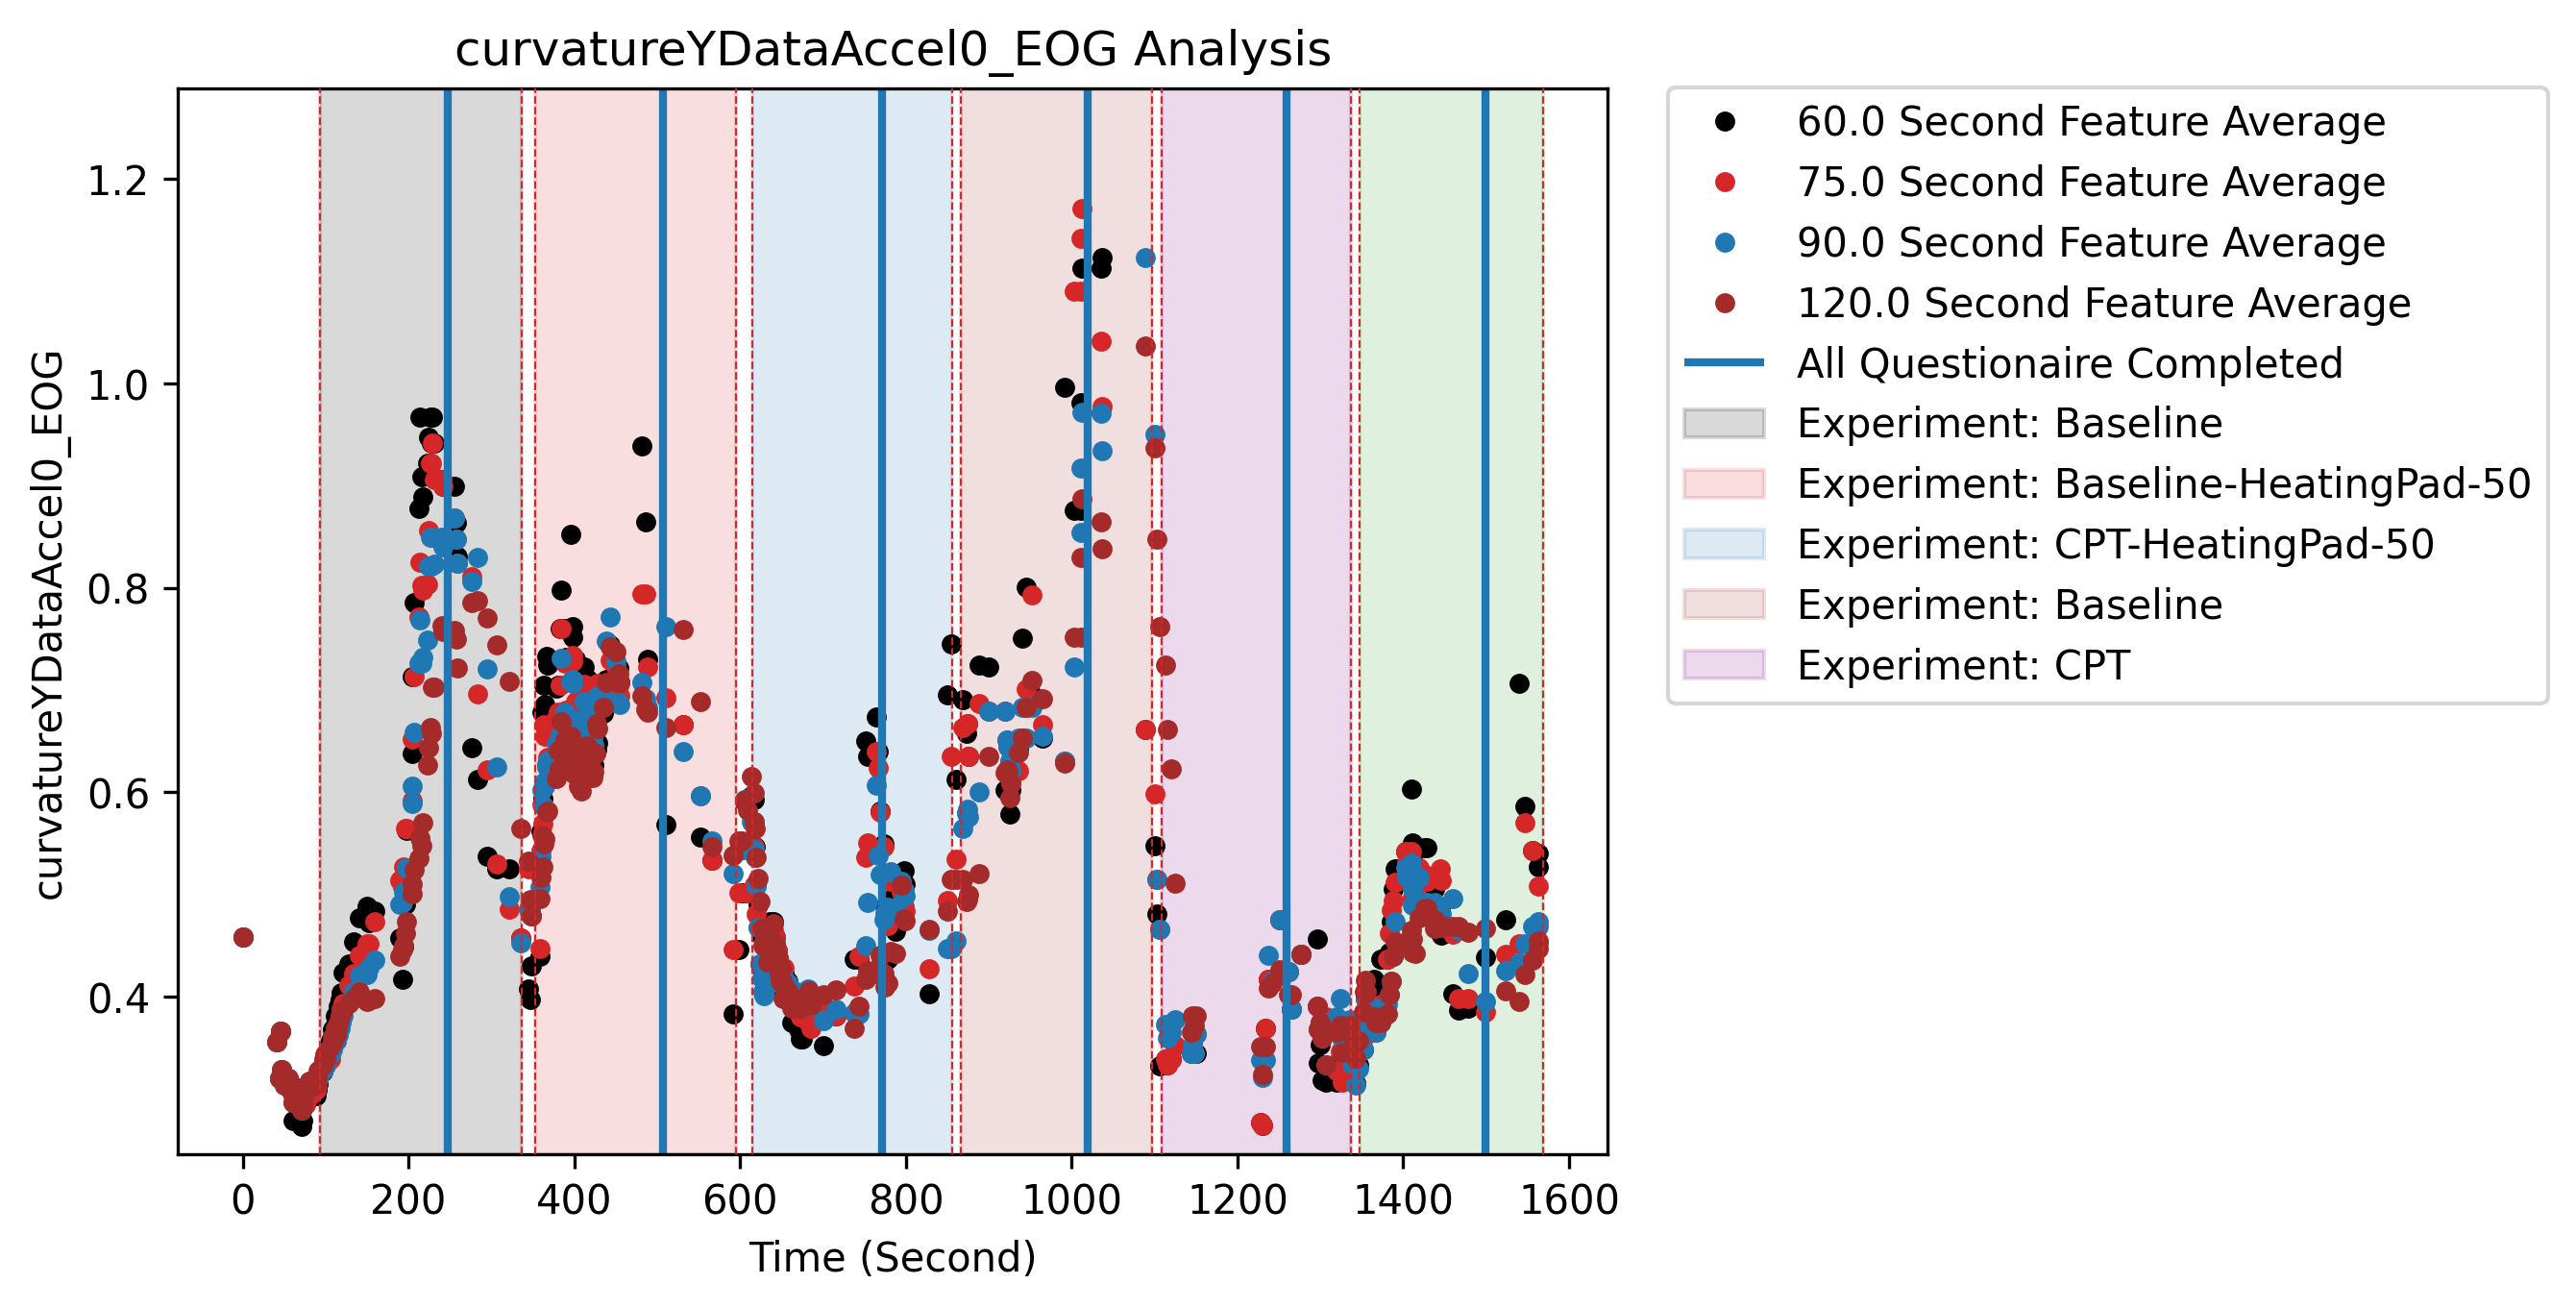 curvatureYDataAccel0_EOG Analysis
curvatureYDataAccel0_EOG
1.2
1.0
0.8
0.6
0.4
0 200 400 600 800 1000 1200 1400 1600
Time (Second)
60.0 Second Feature Average
75.0 Second Feature Average
90.0 Second Feature Average
120.0 Second Feature Average
All Questionaire Completed
Experiment: Baseline
Experiment: Baseline-HeatingPad-50
Experiment: CPT-HeatingPad-50
Experiment: Baseline
Experiment: CPT